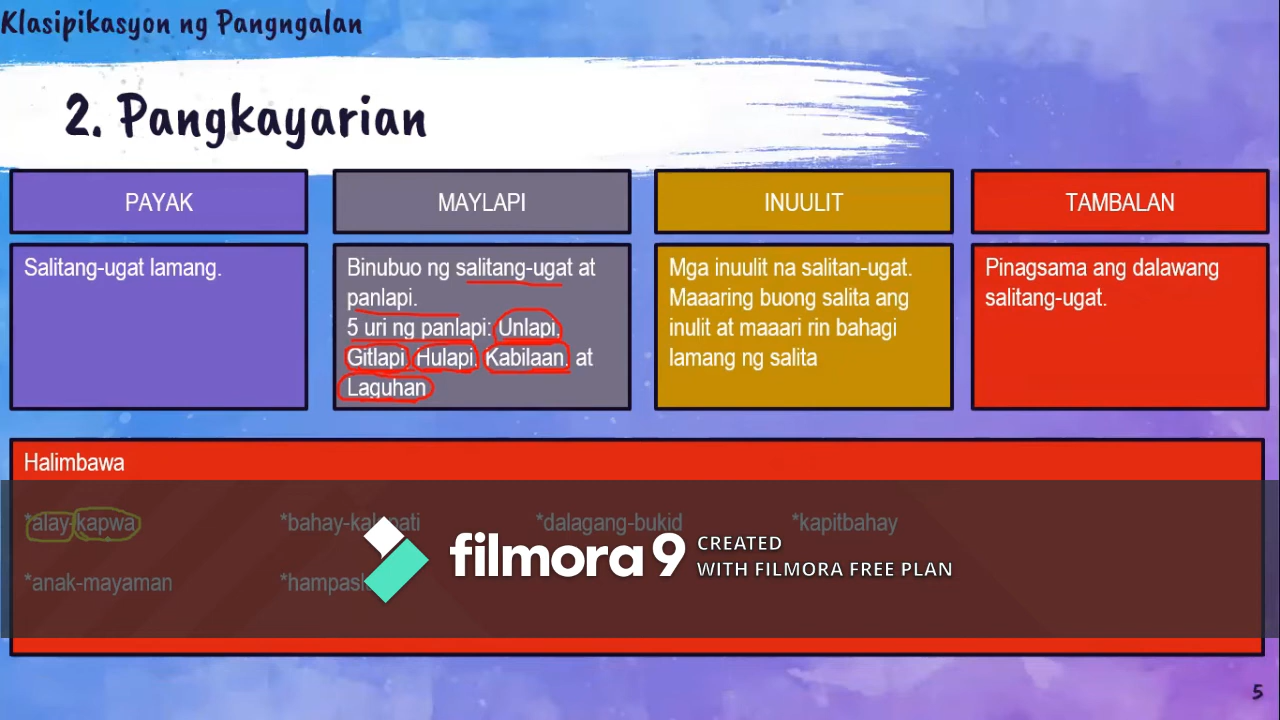 Klasipikasyon ng Pangngalan
2. Pangkayarian
PAYAK
Salitang-ugat lamang.
MAYLAPI
Binubuo ng salitang-ugat at
panlapi.
5 uri ng panlapi: Unlapi,
Gitlapi, Hulapi, Kabilaan, at
Laguhan
INUULIT
Mga inuulit na salitan-ugat.
Maaaring buong salita ang
inulit at maaari rin bahagi
lamang ng salita
TAMBALAN
Pinagsama ang dalawang
salitang-ugat.
Halimbawa
*alay-kapwa *bahay-kalapati *dalagang-bukid *kapitbahay
*anak-mayaman
filmora 9
CREATED
WITH FILMORA FREE PLAN
5